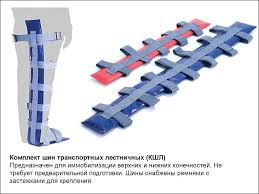 Комплект шин транспортных лестничных (КШЛ)
Предназначен для иммобилизации верхних и нижних конечностей. Не
требует предварительной подготовки. Шины снабжены ремнями с
застежками для крепления